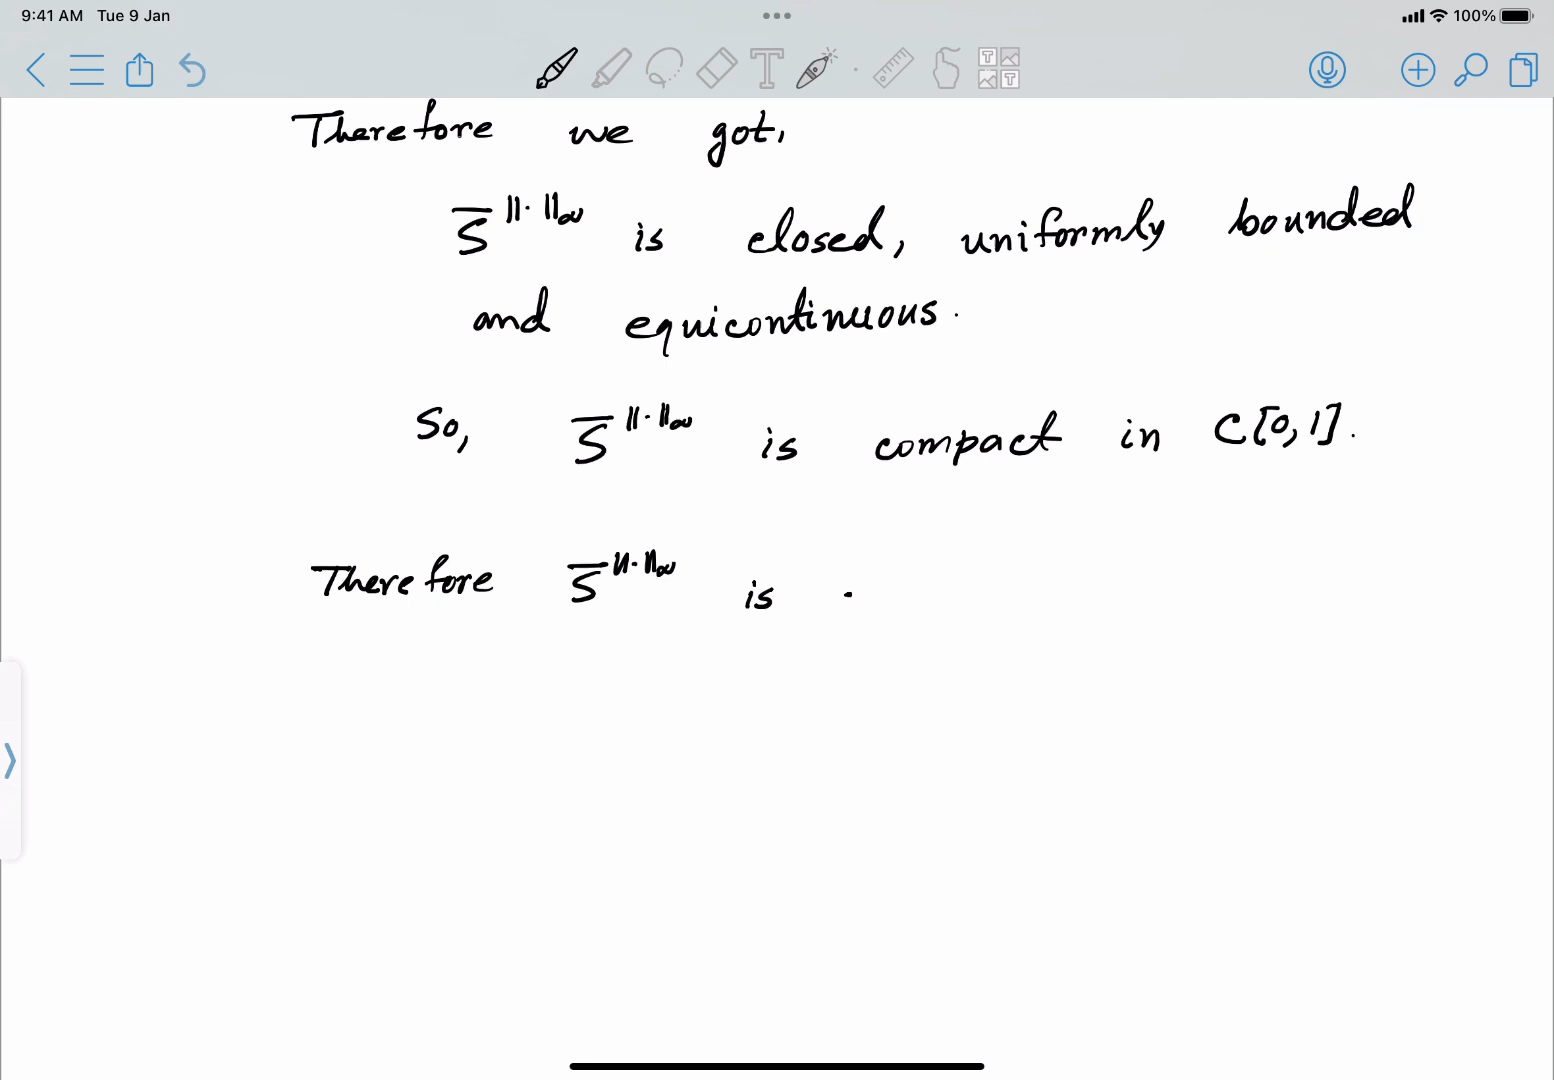 9:41 AM Tue 9 Jan
100%
Therefore we got,
S̅^{||·||_∞} is closed, uniformly bounded
and equicontinuous.
So, S̅^{||·||_∞} is compact in C[0,1].
Therefore S̅^{||·||_∞} is .